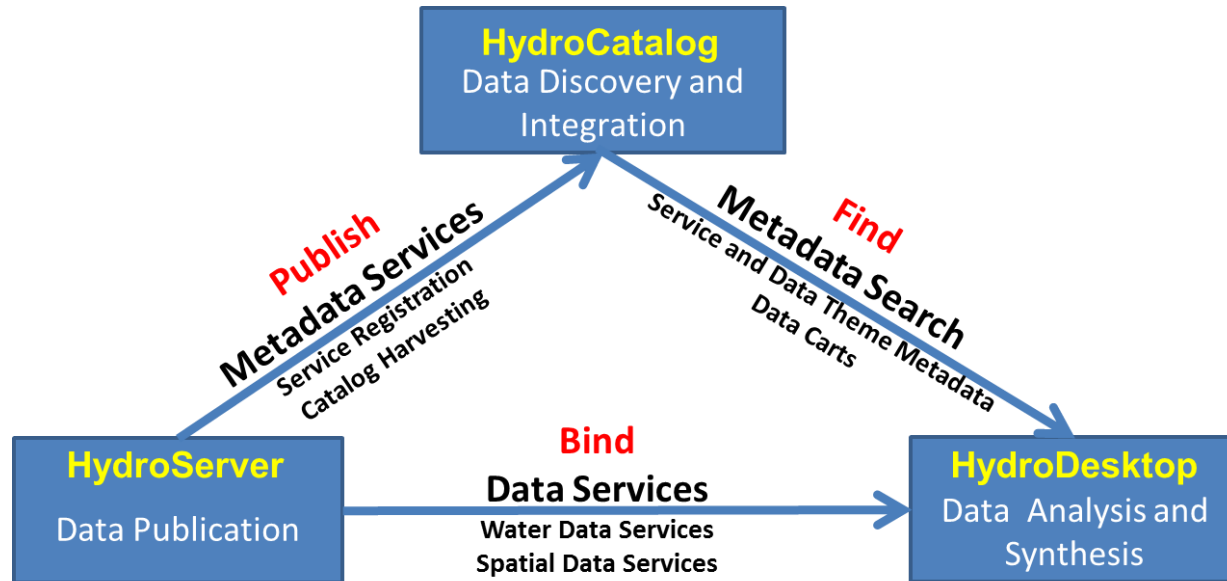 HydroCatalog
Data Discovery and
Integration
Publish
Metadata Services
Service Registration
Catalog Harvesting
Find
Metadata Search
Service and Data Theme Metadata
Data Carts
HydroServer
Data Publication
Bind
Data Services
Water Data Services
Spatial Data Services
HydroDesktop
Data Analysis and
Synthesis